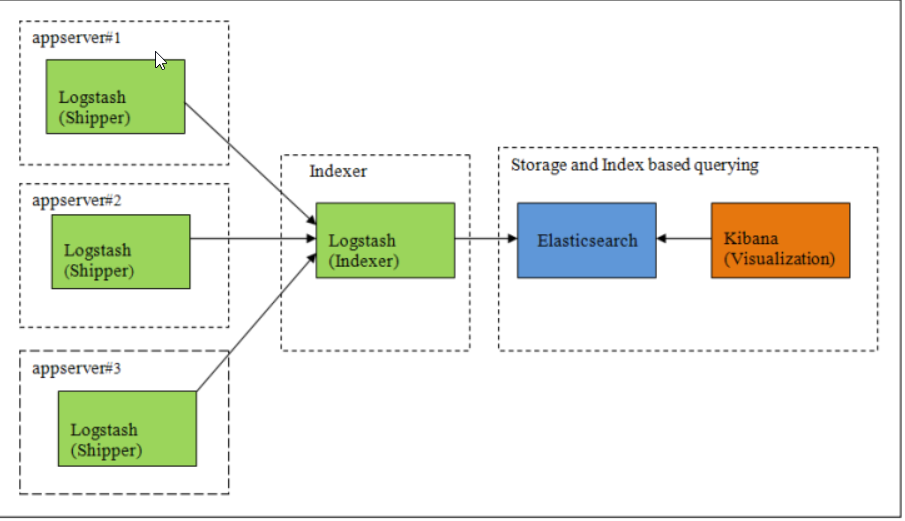 appserver#1
Logstash
(Shipper)
appserver#2
Logstash
(Shipper)
appserver#3
Logstash
(Shipper)
Indexer
Logstash
(Indexer)
Storage and Index based querying
Elasticsearch
Kibana
(Visualization)